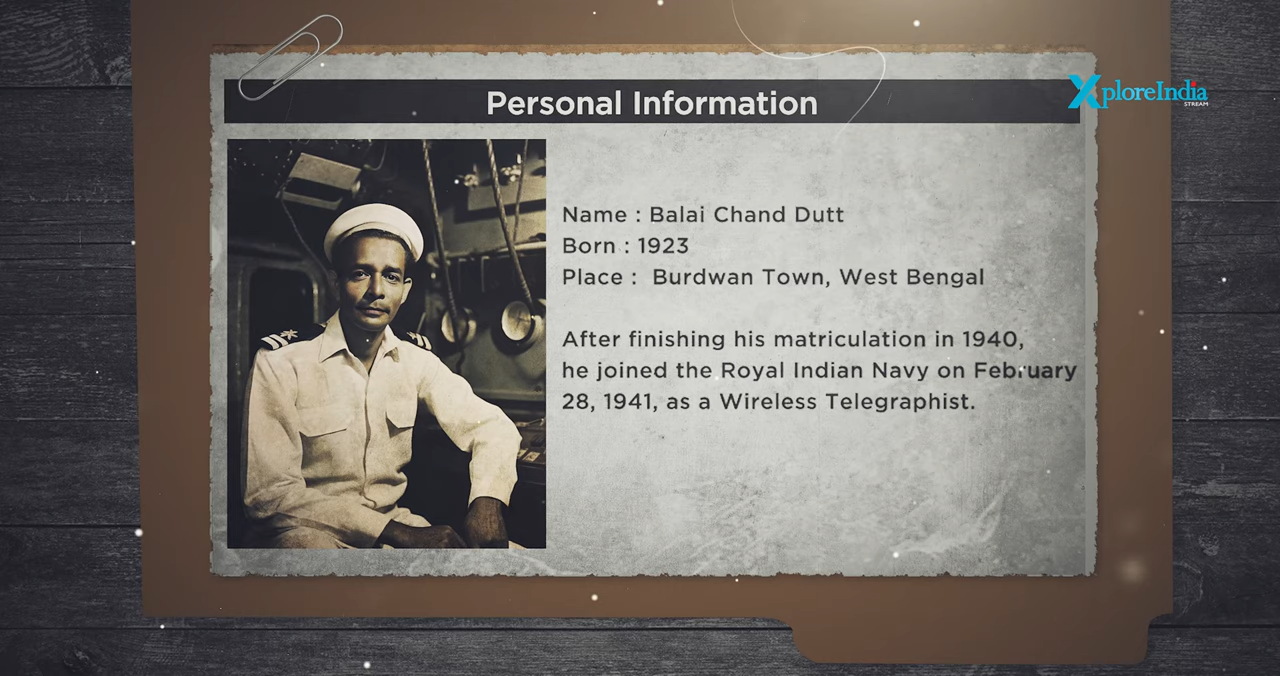 Personal Information
XploreIndia
STREAM
Name : Balai Chand Dutt
Born : 1923
Place : Burdwan Town, West Bengal
After finishing his matriculation in 1940,
he joined the Royal Indian Navy on February
28, 1941, as a Wireless Telegraphist.